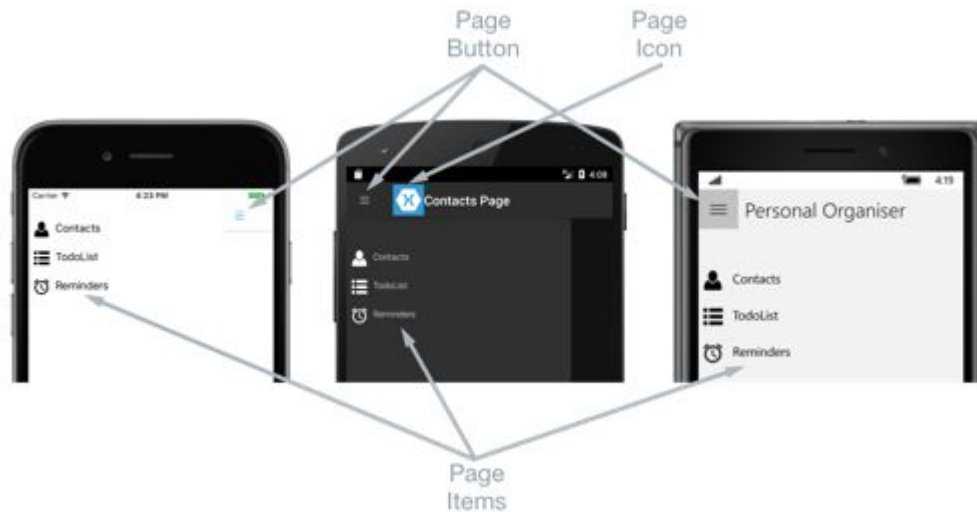 Page
Button
Page
Icon
Carrier
4:23 PM
Contacts
TodoList
Reminders
4:08
Contacts Page
Contacts
TodoList
Reminders
4:19
Personal Organiser
Contacts
TodoList
Reminders
Page
Items